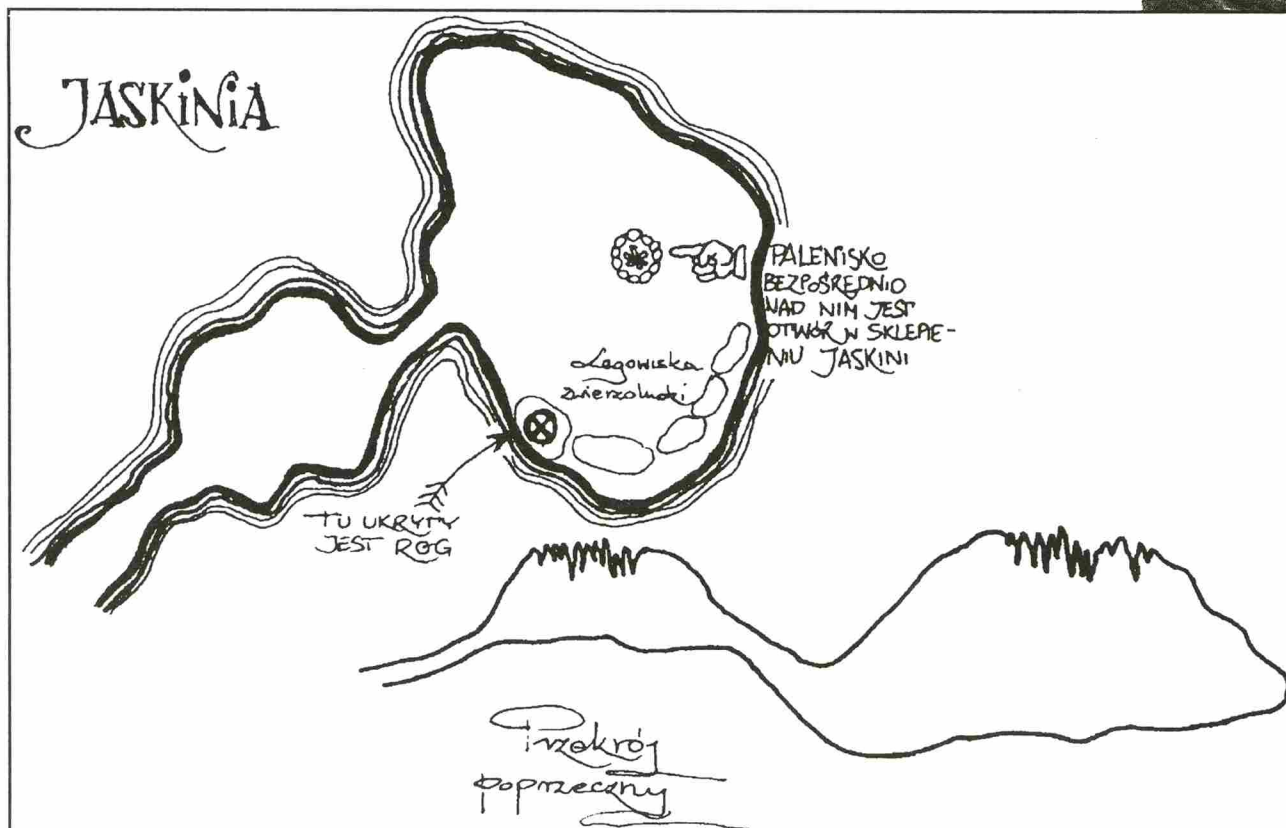 JASKINIA
PALENISKO
BEZPOŚREDNIO
NAD NIM JEST
OTWÓR W SKLEPIE-
NIU JASKINI
Legowiska
zwierzoludzi
TU UKRYTY
JEST RÓG
Przekrój
poprzeczny